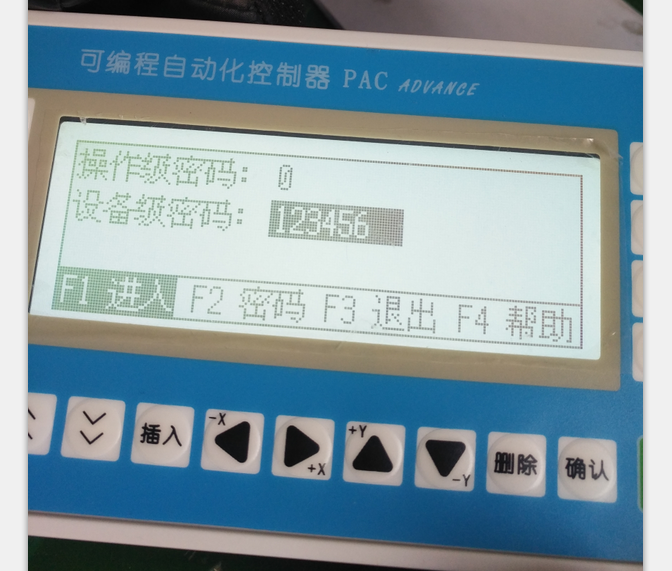 可编程自动化控制器 PAC ADVANCE
操作级密码: 0
设备级密码: 123456
F1 进入 F2 密码 F3 退出 F4 帮助
插入 -X +X +Y -Y 删除 确认